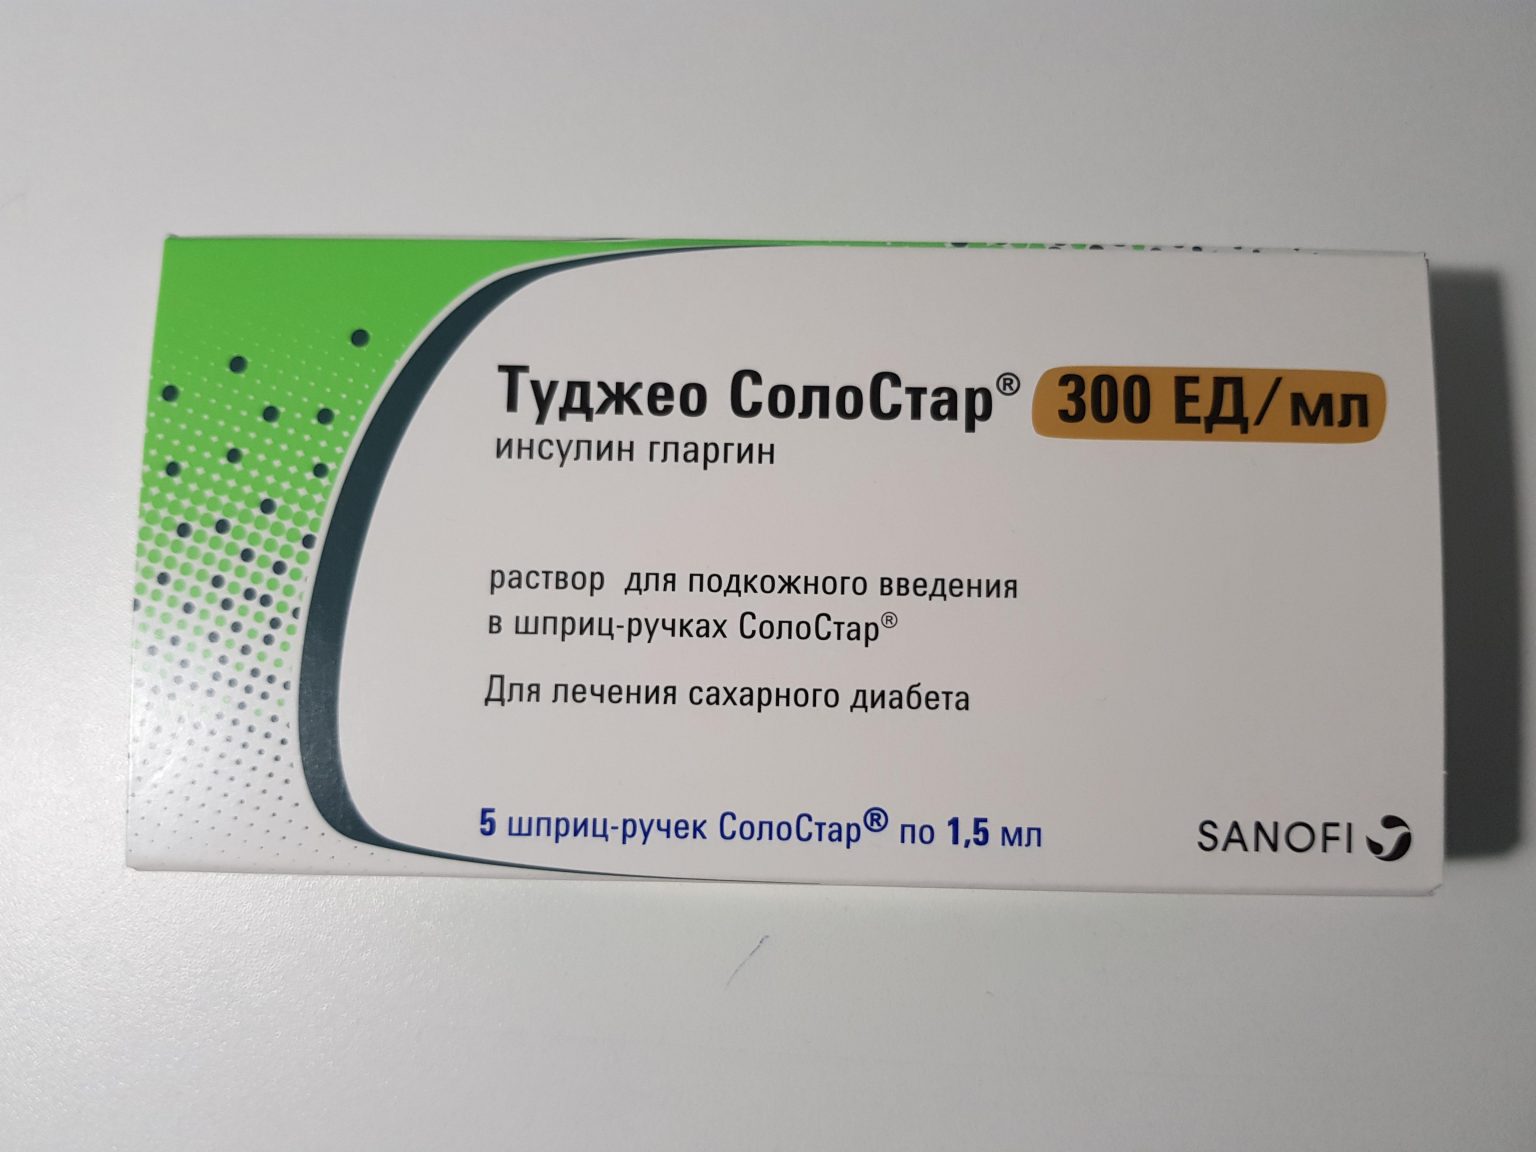 Туджео СолоСтар® 300 ЕД/мл
инсулин гларгин
раствор для подкожного введения
в шприц-ручках СолоСтар®
Для лечения сахарного диабета
5 шприц-ручек СолоСтар® по 1,5 мл
SANOFI